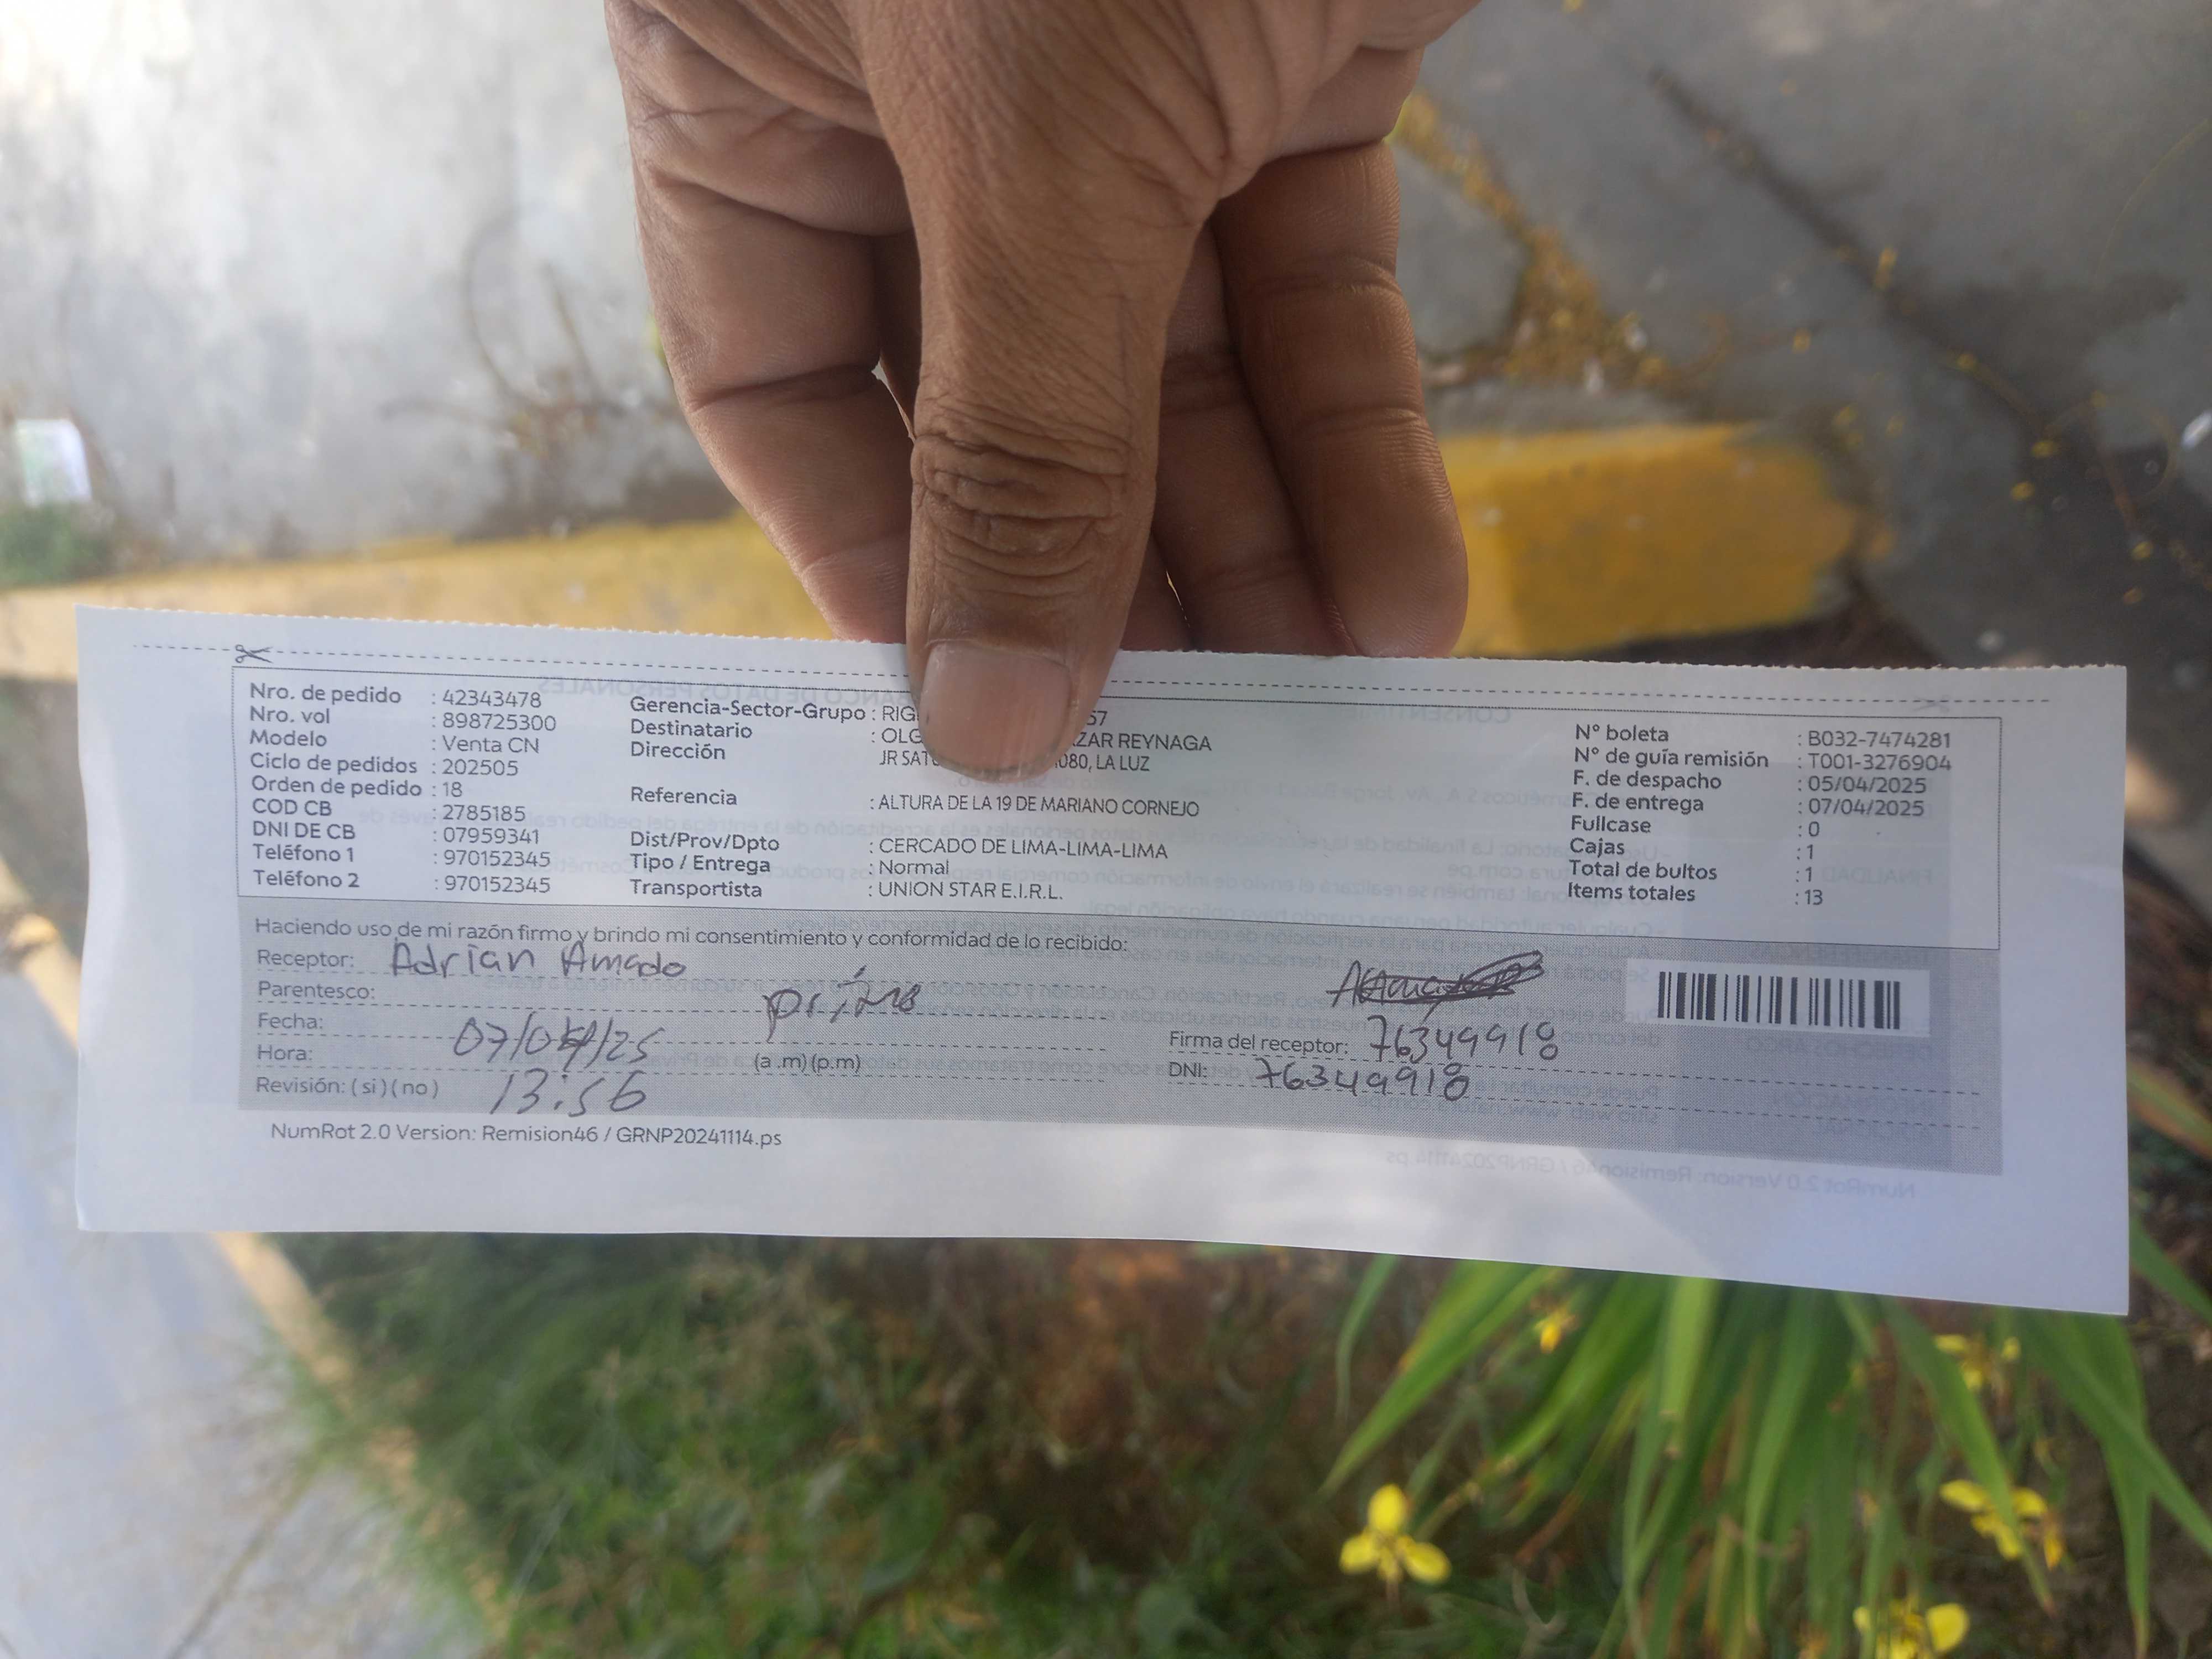 Nro. de pedido : 42343478
Nro. vol : 898725300
Modelo : Venta CN
Ciclo de pedidos : 202505
Orden de pedido : 18
COD CB : 2785185
DNI DE CB : 07959341
Teléfono 1 : 970152345
Teléfono 2 : 970152345
Gerencia-Sector-Grupo :
Destinatario : REYNAGA
Dirección JR LA LUZ
Referencia : ALTURA DE LA 19 DE MARIANO CORNEJO
Dist/Prov/Dpto : CERCADO DE LIMA-LIMA-LIMA
Tipo / Entrega : Normal
Transportista : UNION STAR E.I.R.L.
N° boleta : B032-7474281
N° de guía remisión : T001-3276904
F. de despacho : 05/04/2025
F. de entrega : 07/04/2025
Fullcase : 0
Cajas : 1
Total de bultos : 1
Items totales : 13
Haciendo uso de mi razón firmo y brindo mi consentimiento y conformidad de lo recibido:
Receptor: Adrian Amado
Parentesco: primo
Fecha: 07/04/25
Hora: 13:56 (a.m)(p.m)
Revisión: (si)(no)
Firma del receptor: 76349918
DNI: 76349918
NumRot 2.0 Version: Remision46 / GRNP20241114.ps